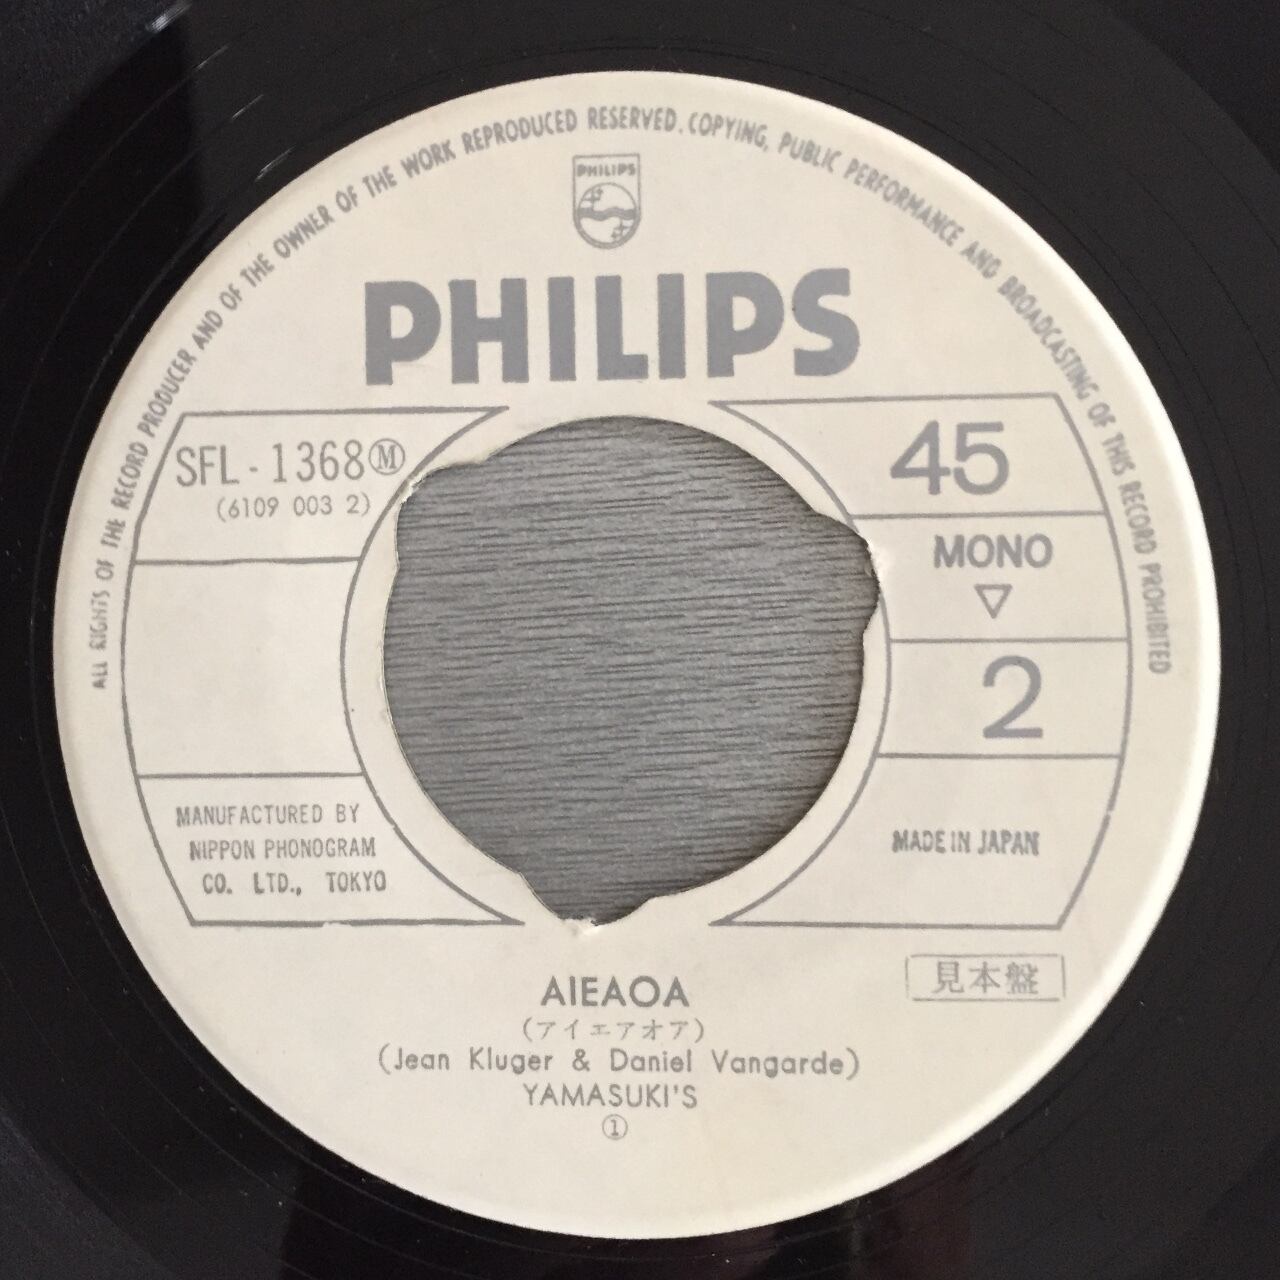 ALL RIGHTS OF THE RECORD PRODUCER AND OF THE OWNER OF THE WORK REPRODUCED RESERVED. COPYING, PUBLIC PERFORMANCE AND BROADCASTING OF THIS RECORD PROHIBITED
PHILIPS
PHILIPS
SFL-1368Ⓜ
(6109 003 2)
45
MONO
▽
2
MANUFACTURED BY
NIPPON PHONOGRAM
CO. LTD., TOKYO
MADE IN JAPAN
見本盤
AIEAOA
(アイエアオア)
(Jean Kluger & Daniel Vangarde)
YAMASUKI'S
①